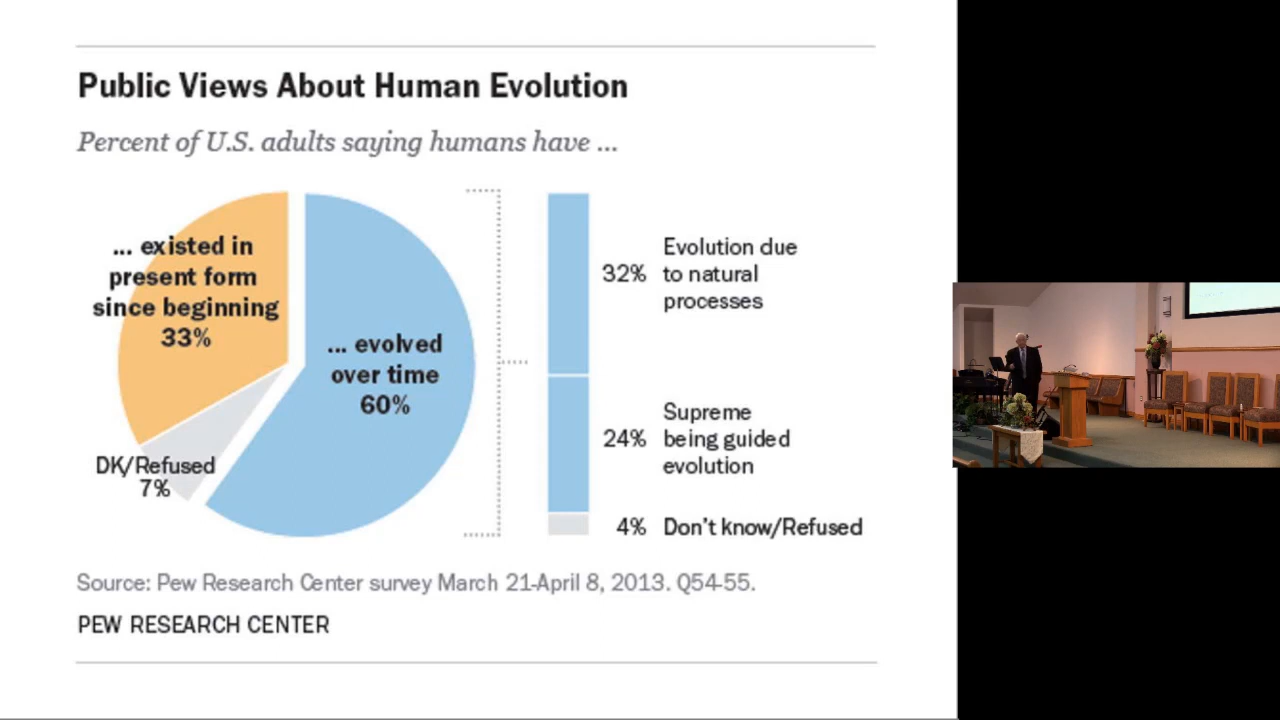 Public Views About Human Evolution
Percent of U.S. adults saying humans have ...
... existed in
present form
since beginning
33%
... evolved
over time
60%
DK/Refused
7%
32% Evolution due
to natural
processes
24% Supreme
being guided
evolution
4% Don't know/Refused
Source: Pew Research Center survey March 21-April 8, 2013. Q54-55.
PEW RESEARCH CENTER